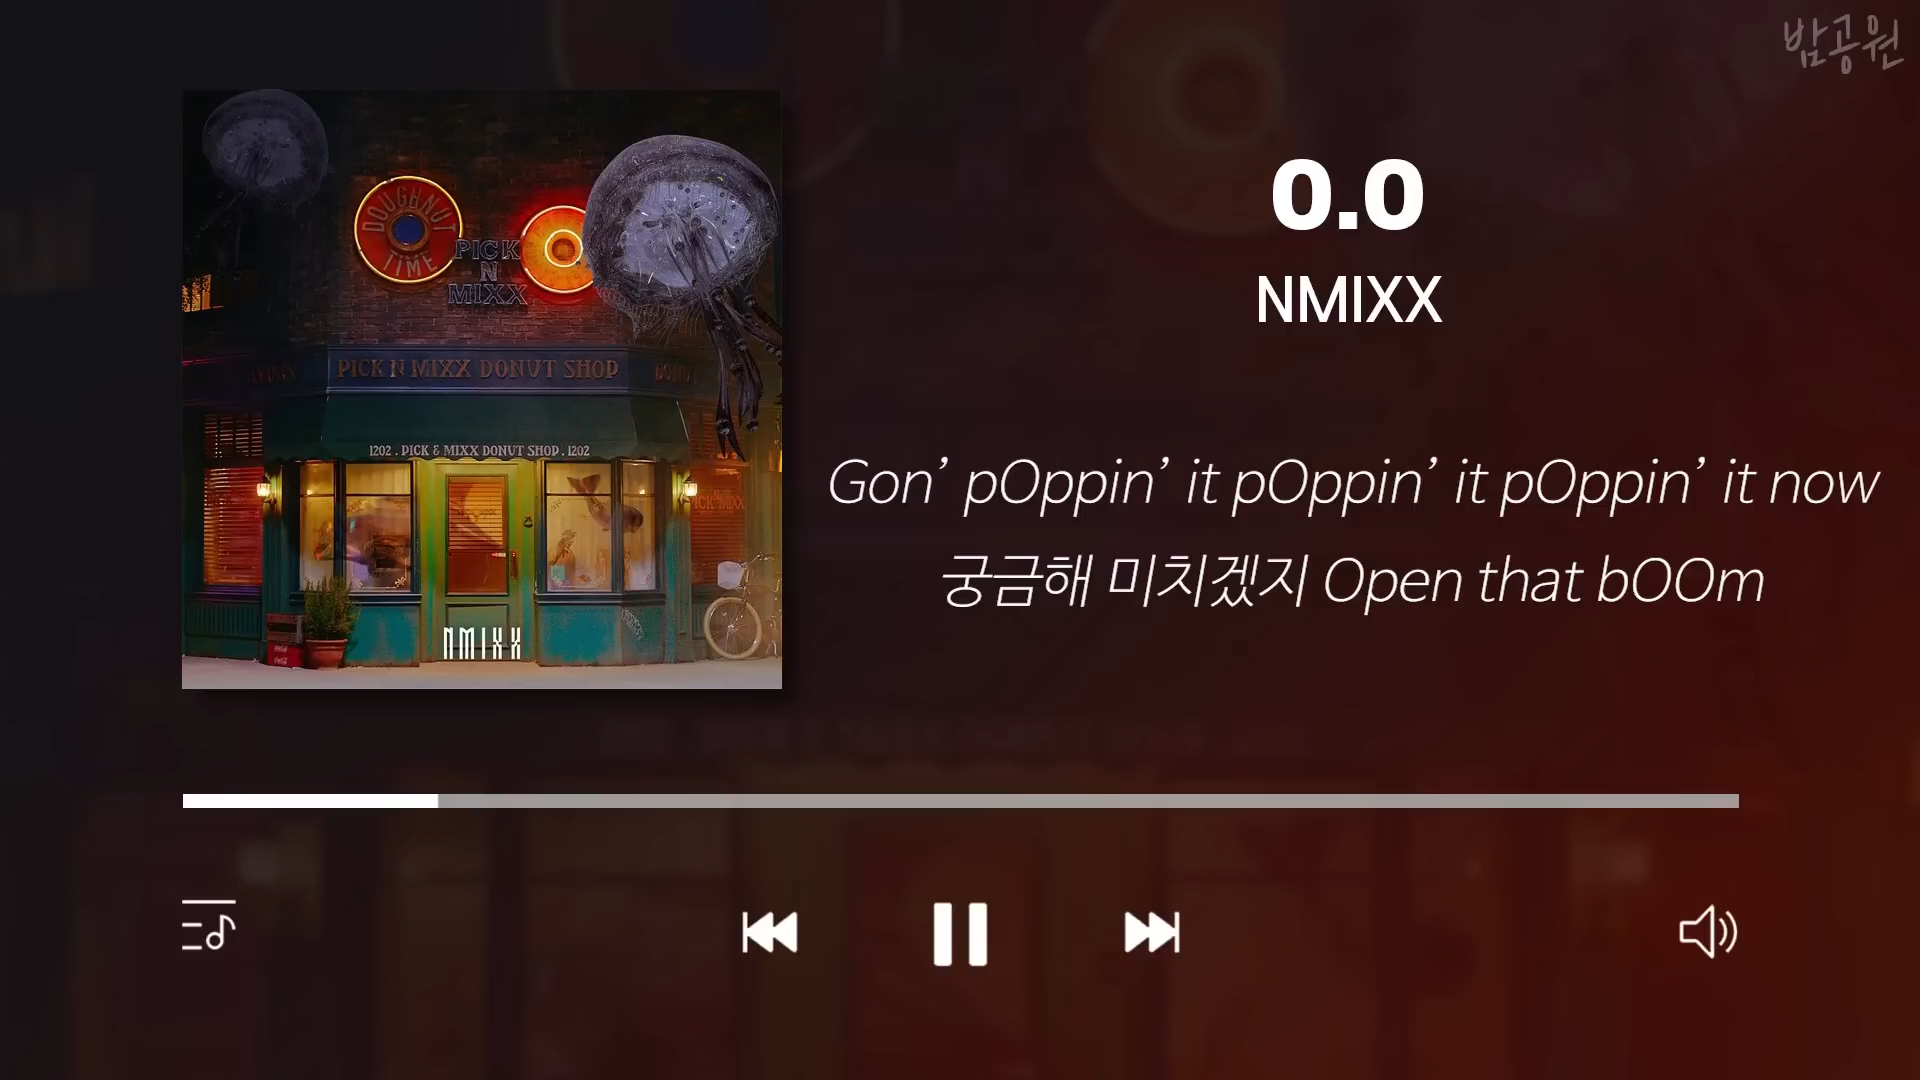 밤공원
DOUGHNUT
TIME
PICK
N
MIXX
PICK N MIXX DONUT SHOP
1202 . PICK & MIXX DONUT SHOP . 1202
NMIXX
0.0
NMIXX
Gon’ pOppin’ it pOppin’ it pOppin’ it now
궁금해 미치겠지 Open that bOOm